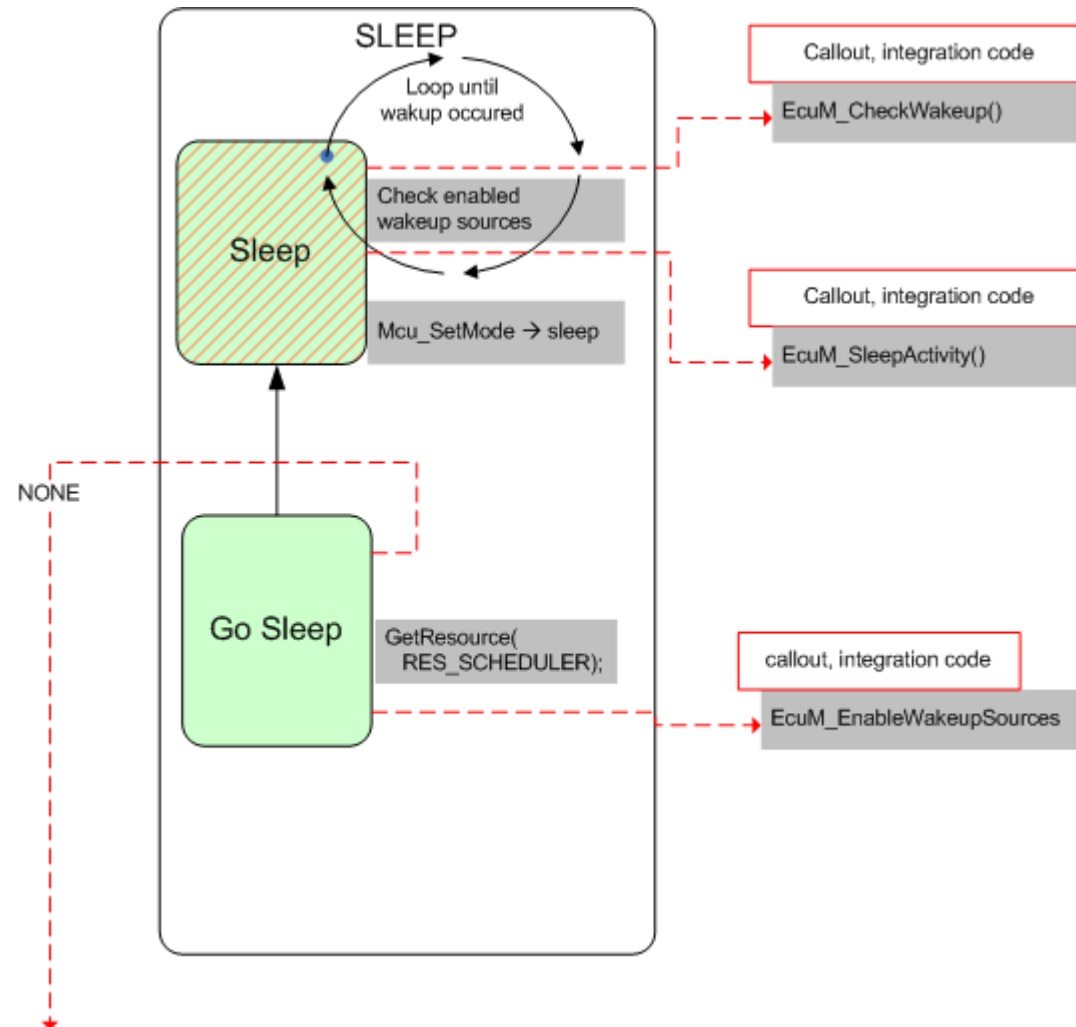 SLEEP
Loop until
wakup occured
Callout, integration code
EcuM_CheckWakeup()
Check enabled
wakeup sources
Sleep
Mcu_SetMode → sleep
Callout, integration code
EcuM_SleepActivity()
NONE
Go Sleep
GetResource(
RES_SCHEDULER);
callout, integration code
EcuM_EnableWakeupSources